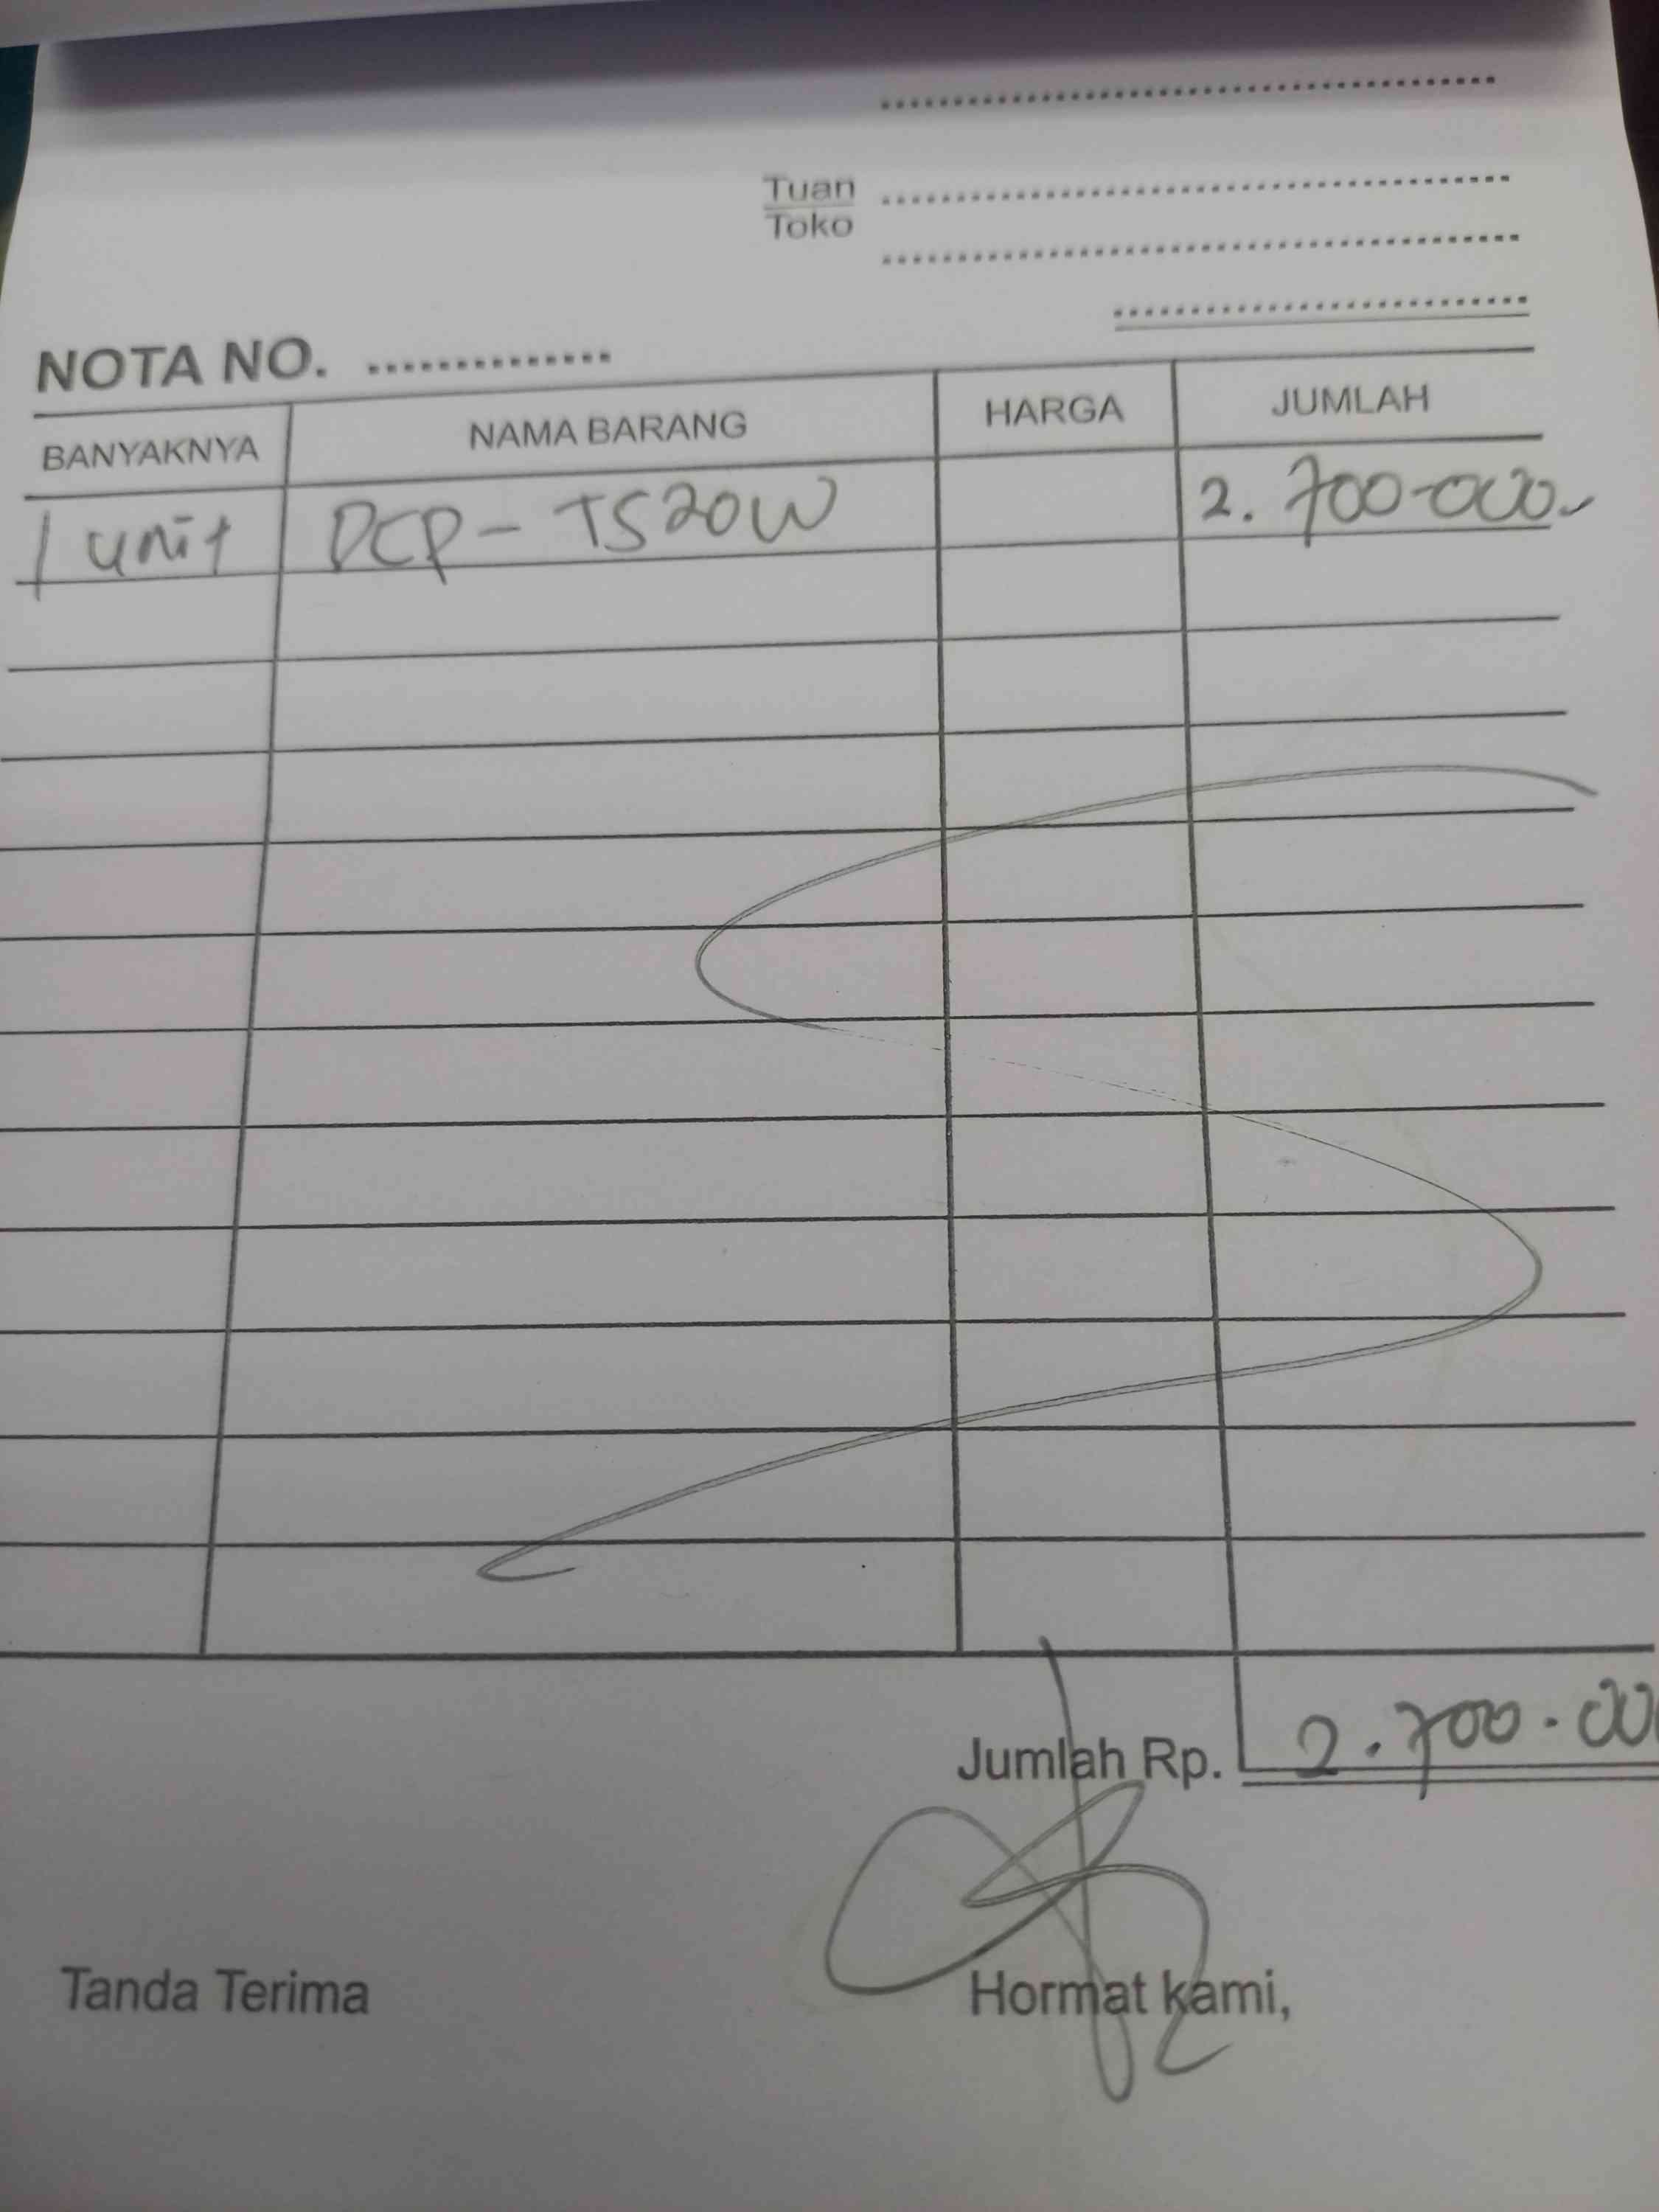 Tuan
Toko
NOTA NO. ..............
BANYAKNYA NAMA BARANG HARGA JUMLAH
1 unit DCP-T520W 2.700.000.-
Jumlah Rp. 2.700.00
Tanda Terima Hormat kami,